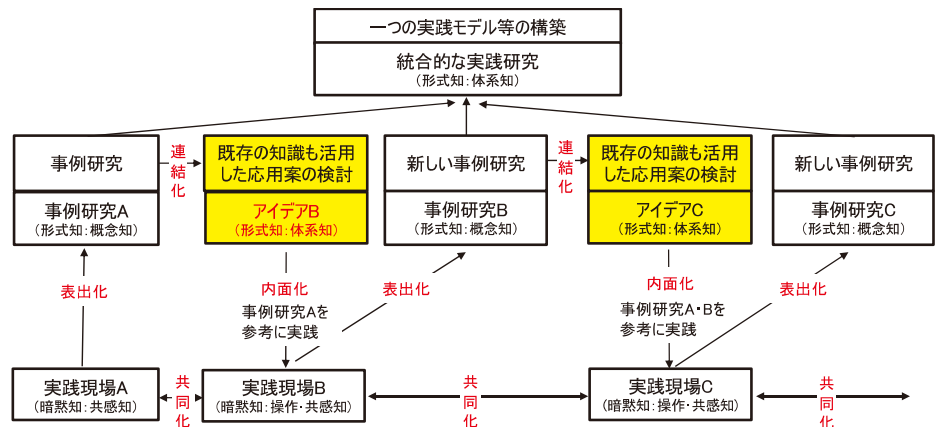 一つの実践モデル等の構築
統合的な実践研究
(形式知:体系知)
事例研究
事例研究A
(形式知:概念知)
連結化
既存の知識も活用
した応用案の検討
アイデアB
(形式知:体系知)
新しい事例研究
事例研究B
(形式知:概念知)
連結化
既存の知識も活用
した応用案の検討
アイデアC
(形式知:体系知)
新しい事例研究
事例研究C
(形式知:概念知)
表出化
内面化
事例研究Aを
参考に実践
表出化
内面化
事例研究A・Bを
参考に実践
表出化
実践現場A
(暗黙知:共感知)
共同化
実践現場B
(暗黙知:操作・共感知)
共同化
実践現場C
(暗黙知:操作・共感知)
共同化